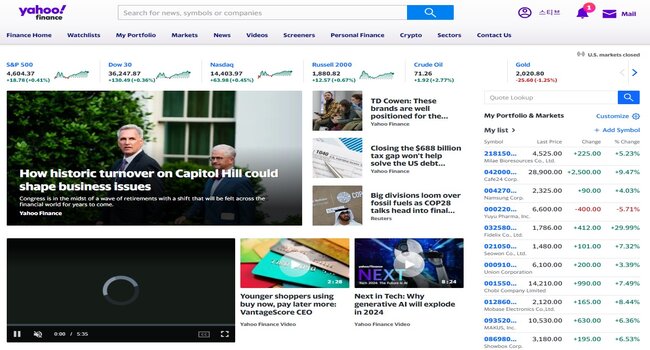 yahoo!
finance
Search for news, symbols or companies
스티브
1
Mail
Finance Home Watchlists My Portfolio Markets News Videos Screeners Personal Finance Crypto Sectors Contact Us
U.S. markets closed
S&P 500
4,604.37
+18.78 (+0.41%)
Dow 30
36,247.87
+130.49 (+0.36%)
Nasdaq
14,403.97
+63.98 (+0.45%)
Russell 2000
1,880.82
+12.57 (+0.67%)
Crude Oil
71.26
+1.92 (+2.77%)
Gold
2,020.80
-25.60 (-1.25%)
How historic turnover on Capitol Hill could
shape business issues
Congress is in the midst of a wave of retirements with a shift that will be felt across the
financial world for years to come.
Yahoo Finance
TD Cowen: These
brands are well
positioned for the...
Yahoo Finance
Closing the $688 billion
tax gap won't help
solve the US debt...
Yahoo Finance
Big divisions loom over
fossil fuels as COP28
talks head into final...
Reuters
0:00 / 5:35
2:26
Younger shoppers using
buy now, pay later more:
VantageScore CEO
Yahoo Finance Video
yahoo/finance
NEXT
Tech 2024: The Future is AI
8:24
Next in Tech: Why
generative AI will explode
in 2024
Yahoo Finance Video
Quote Lookup
My Portfolio & Markets Customize
My list > + Add Symbol
Symbol Last Price Change % Change
218150... 4,525.00 +225.00 +5.23%
Milae Bioresources Co., Ltd.
042000... 28,900.00 +2,500.00 +9.47%
Cafe24 Corp.
004270... 2,325.00 +90.00 +4.03%
Namsung Corp.
000220... 6,600.00 -400.00 -5.71%
Yuyu Pharma, Inc.
032580... 1,786.00 +412.00 +29.99%
Fidelix Co., Ltd.
021050... 1,480.00 +101.00 +7.32%
Seowon Co., Ltd.
000910... 6,100.00 +200.00 +3.39%
Union Corporation
001550... 14,210.00 +990.00 +7.49%
Chobi Company Limited
012860... 2,120.00 +165.00 +8.44%
Mobase Electronics Co., Ltd.
093520... 10,530.00 +630.00 +6.36%
MAKUS, Inc.
086980... 3,180.00 +195.00 +6.53%
Showbox Corp.